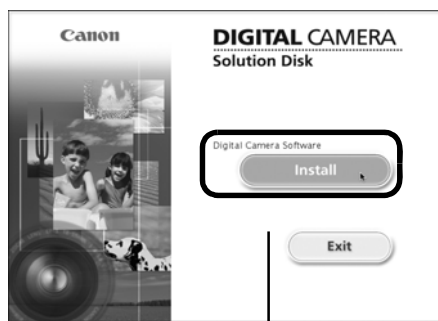 Canon
DIGITAL CAMERA
Solution Disk
Digital Camera Software
Install
Exit